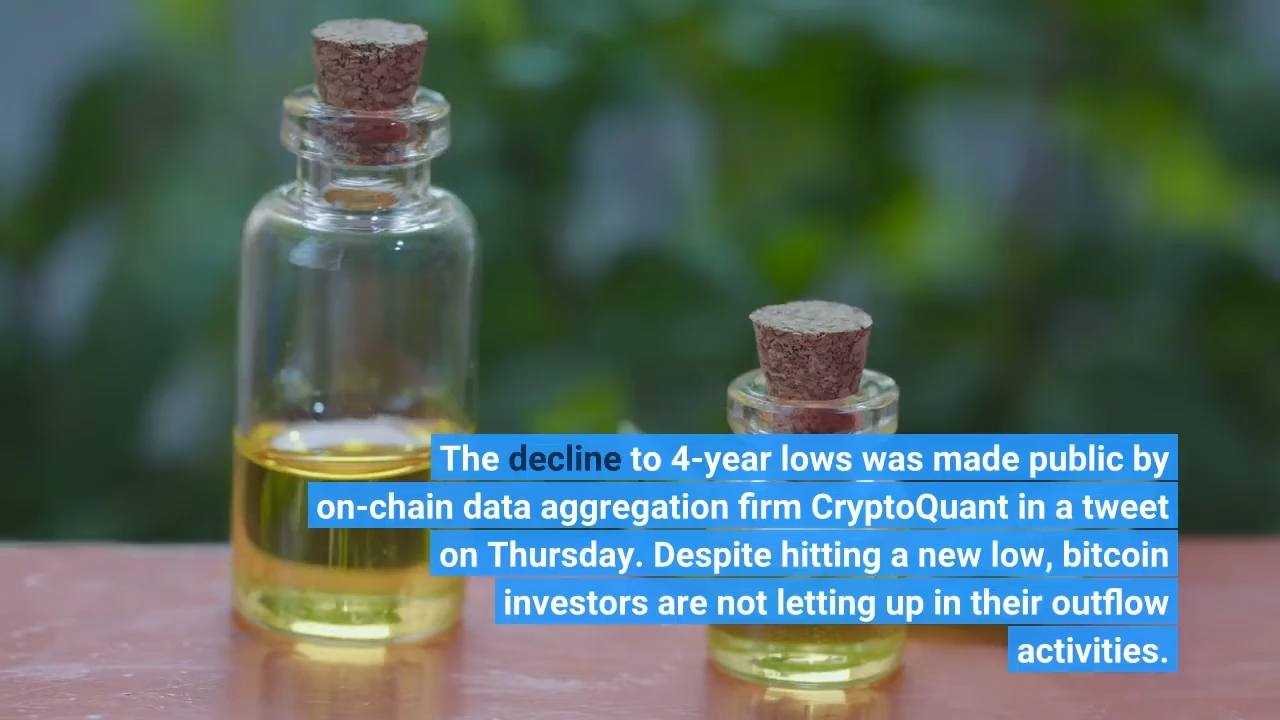 The decline to 4-year lows was made public by
on-chain data aggregation firm CryptoQuant in a tweet
on Thursday. Despite hitting a new low, bitcoin
investors are not letting up in their outflow
activities.